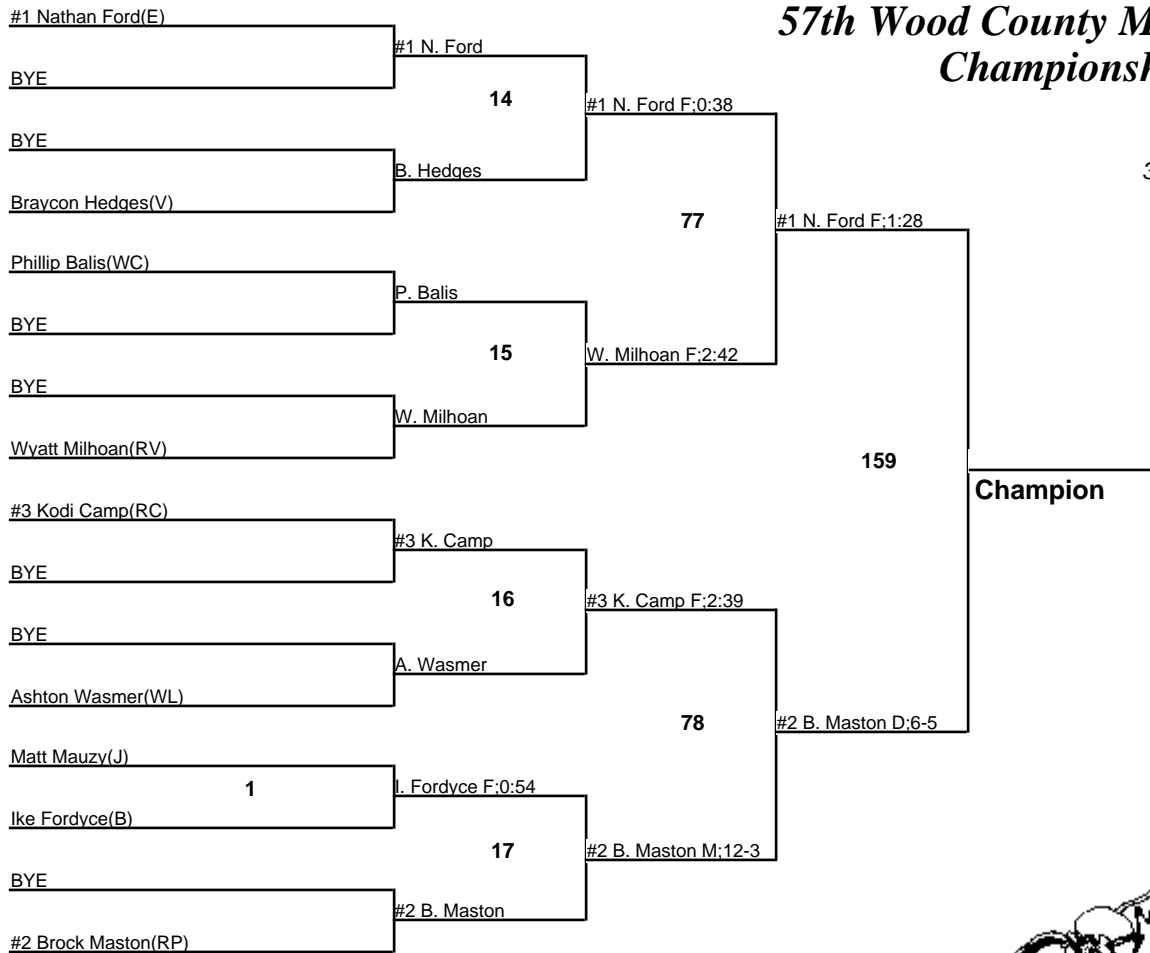 57th Wood County M
Championsh
3
#1 Nathan Ford(E)
BYE
BYE
Braycon Hedges(V)
Phillip Balis(WC)
BYE
BYE
Wyatt Milhoan(RV)
#3 Kodi Camp(RC)
BYE
BYE
Ashton Wasmer(WL)
Matt Mauzy(J)
1
Ike Fordyce(B)
BYE
#2 Brock Maston(RP)
#1 N. Ford
14
B. Hedges
P. Balis
15
W. Milhoan
#3 K. Camp
16
A. Wasmer
I. Fordyce F;0:54
17
#2 B. Maston
#1 N. Ford F;0:38
77
W. Milhoan F;2:42
#3 K. Camp F;2:39
78
#2 B. Maston M;12-3
#1 N. Ford F;1:28
159
#2 B. Maston D;6-5
Champion